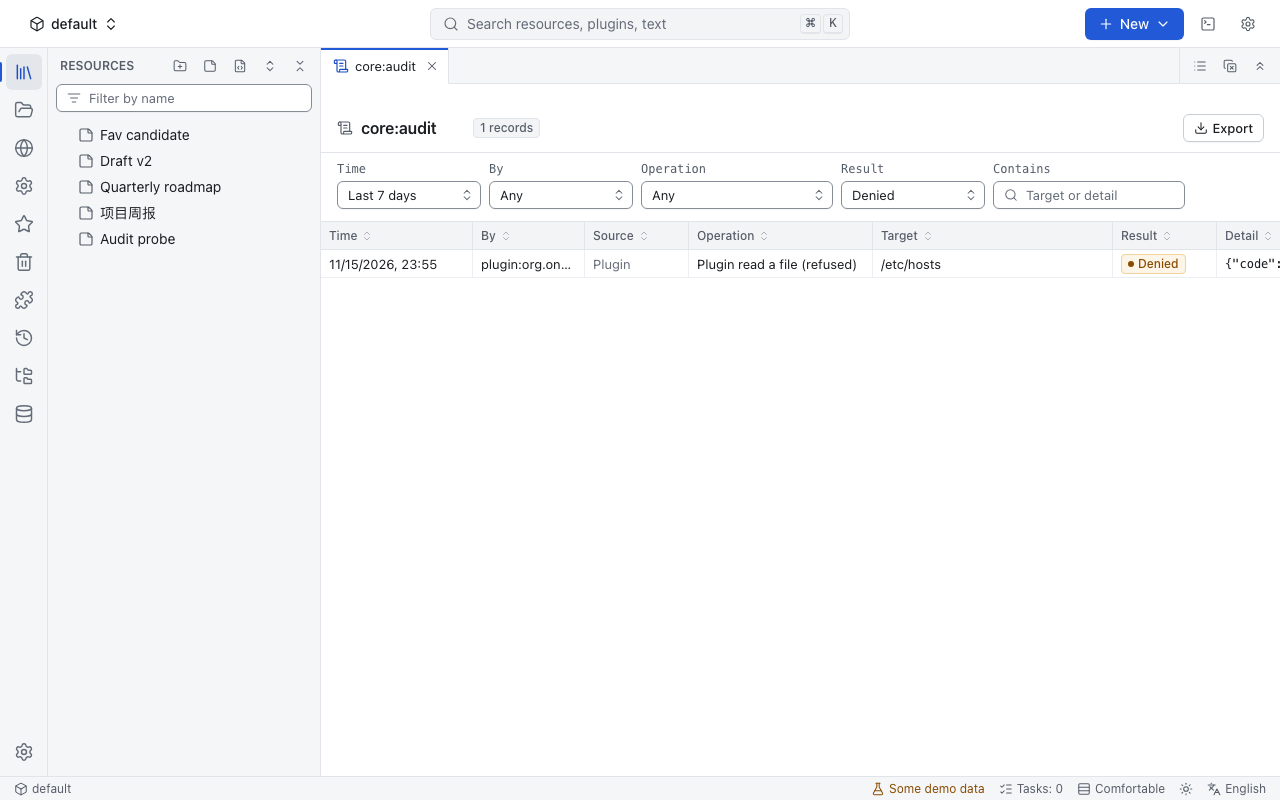 default
Search resources, plugins, text
⌘ K
New
RESOURCES
Filter by name
Fav candidate
Draft v2
Quarterly roadmap
项目周报
Audit probe
core:audit
core:audit
1 records
Export
Time By Operation Result Contains
Last 7 days Any Any Denied Target or detail
Time By Source Operation Target Result Detail
11/15/2026, 23:55 plugin:org.on... Plugin Plugin read a file (refused) /etc/hosts Denied {"code":
default
Some demo data Tasks: 0 Comfortable English